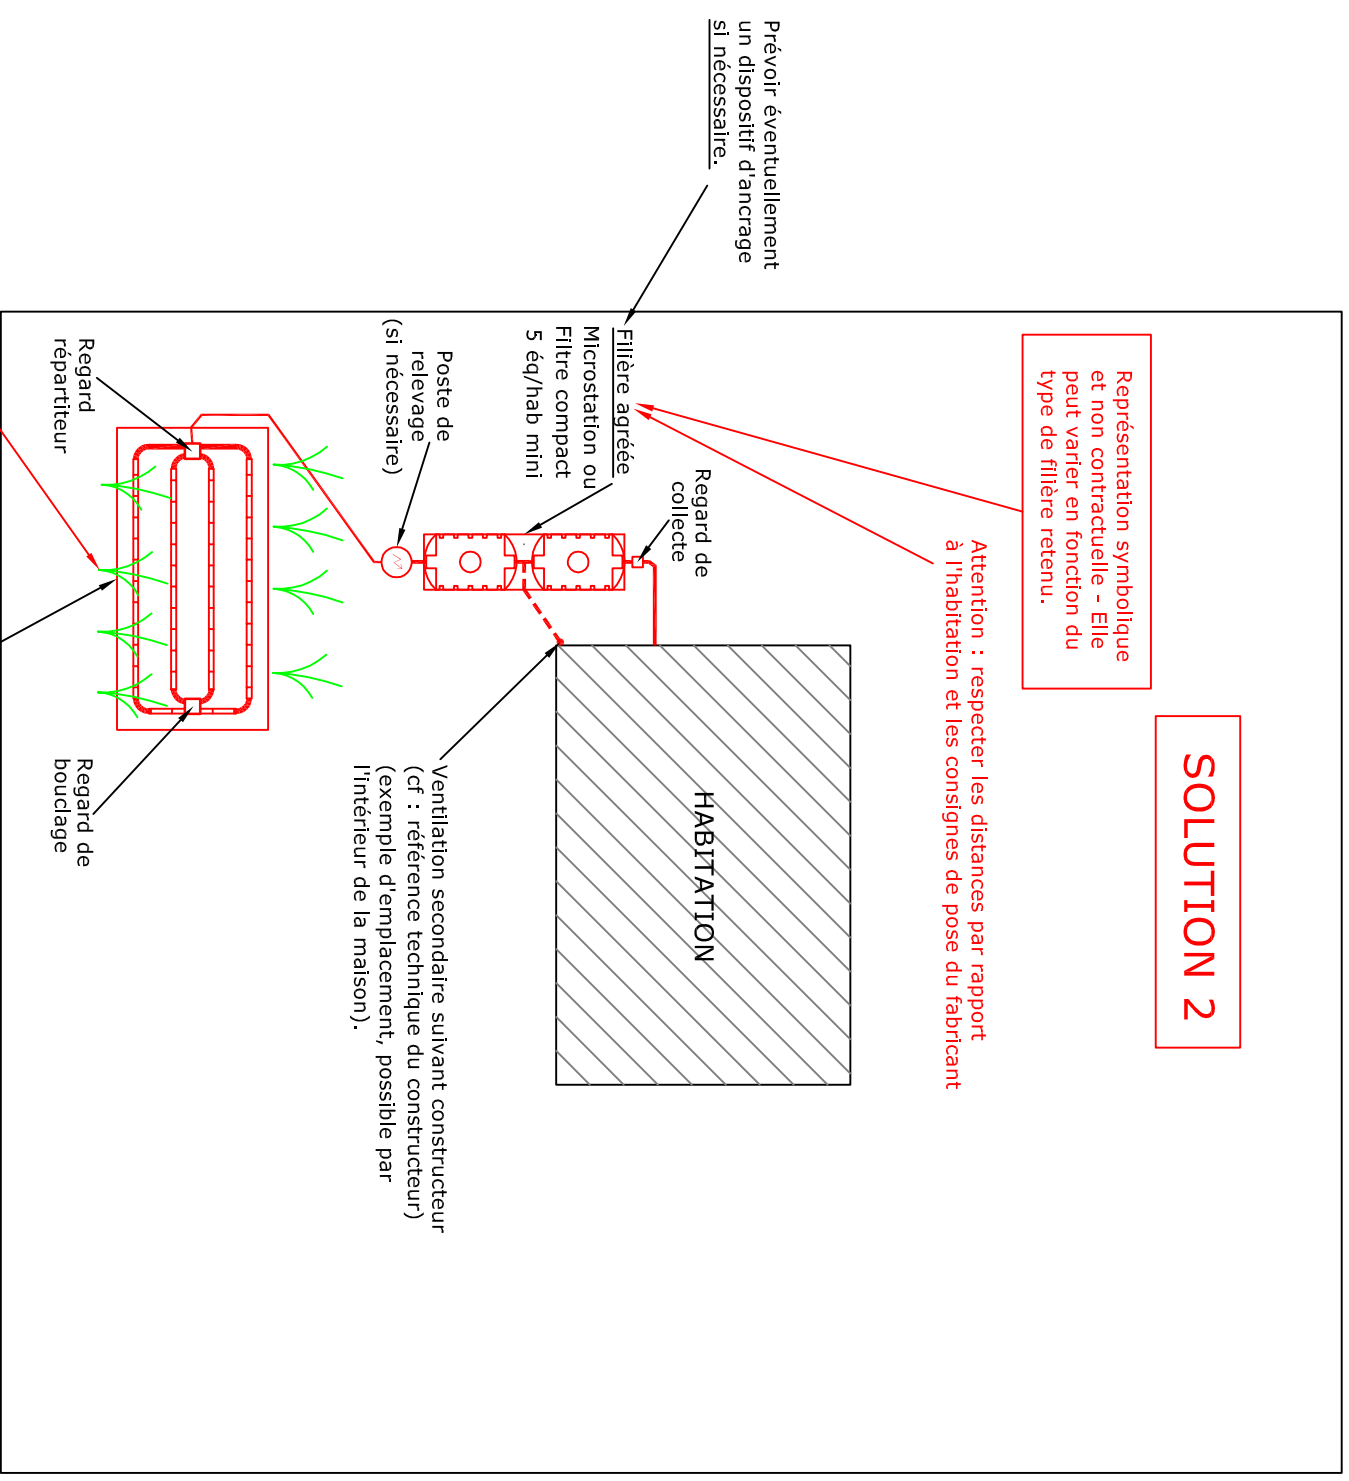 SOLUTION 2
Représentation symbolique
et non contractuelle - Elle
peut varier en fonction du
type de filière retenu.
Attention : respecter les distances par rapport
à l'habitation et les consignes de pose du fabricant
Prévoir éventuellement
un dispositif d'ancrage
si nécessaire.
Regard de
collecte
HABITATION
Filière agréée
Microstation ou
Filtre compact
5 éq/hab mini
Poste de
relevage
(si nécessaire)
Ventilation secondaire suivant constructeur
(cf : référence technique du constructeur)
(exemple d'emplacement, possible par
l'intérieur de la maison).
Regard
répartiteur
Regard de
bouclage